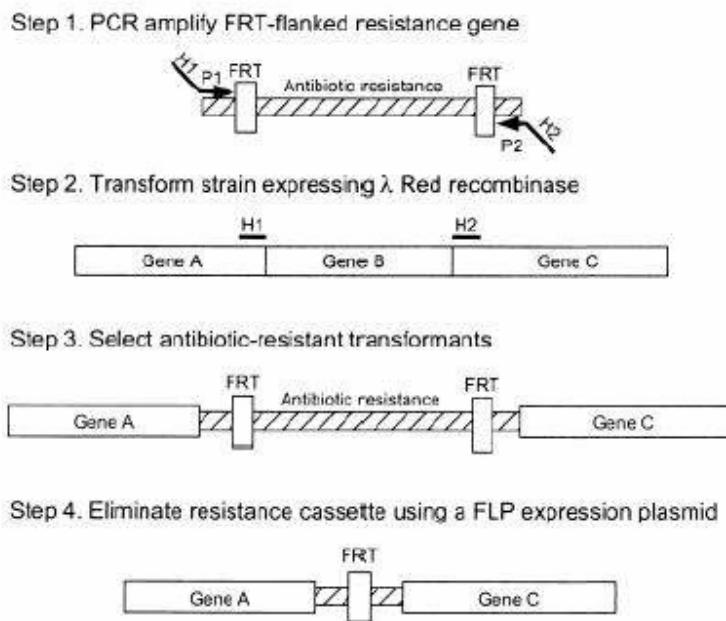 Step 1. PCR amplify FRT-flanked resistance gene
H1
P1
FRT
Antibiotic resistance
FRT
P2
H2
Step 2. Transform strain expressing λ Red recombinase
H1
H2
Gene A
Gene B
Gene C
Step 3. Select antibiotic-resistant transformants
FRT
Antibiotic resistance
FRT
Gene A
Gene C
Step 4. Eliminate resistance cassette using a FLP expression plasmid
FRT
Gene A
Gene C